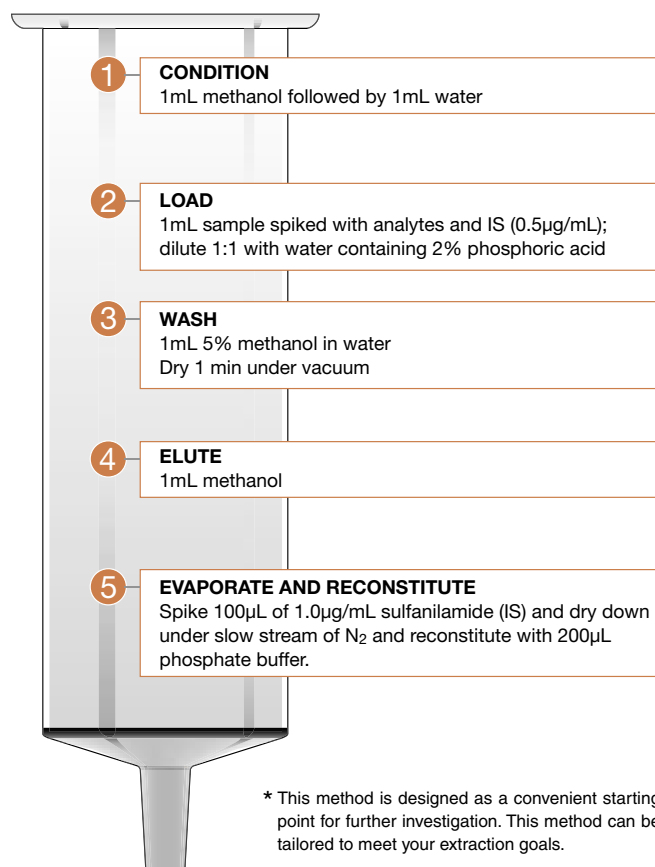 1
CONDITION
1mL methanol followed by 1mL water
2
LOAD
1mL sample spiked with analytes and IS (0.5µg/mL);
dilute 1:1 with water containing 2% phosphoric acid
3
WASH
1mL 5% methanol in water
Dry 1 min under vacuum
4
ELUTE
1mL methanol
5
EVAPORATE AND RECONSTITUTE
Spike 100µL of 1.0µg/mL sulfanilamide (IS) and dry down
under slow stream of N₂ and reconstitute with 200µL
phosphate buffer.
* This method is designed as a convenient starting
point for further investigation. This method can be
tailored to meet your extraction goals.